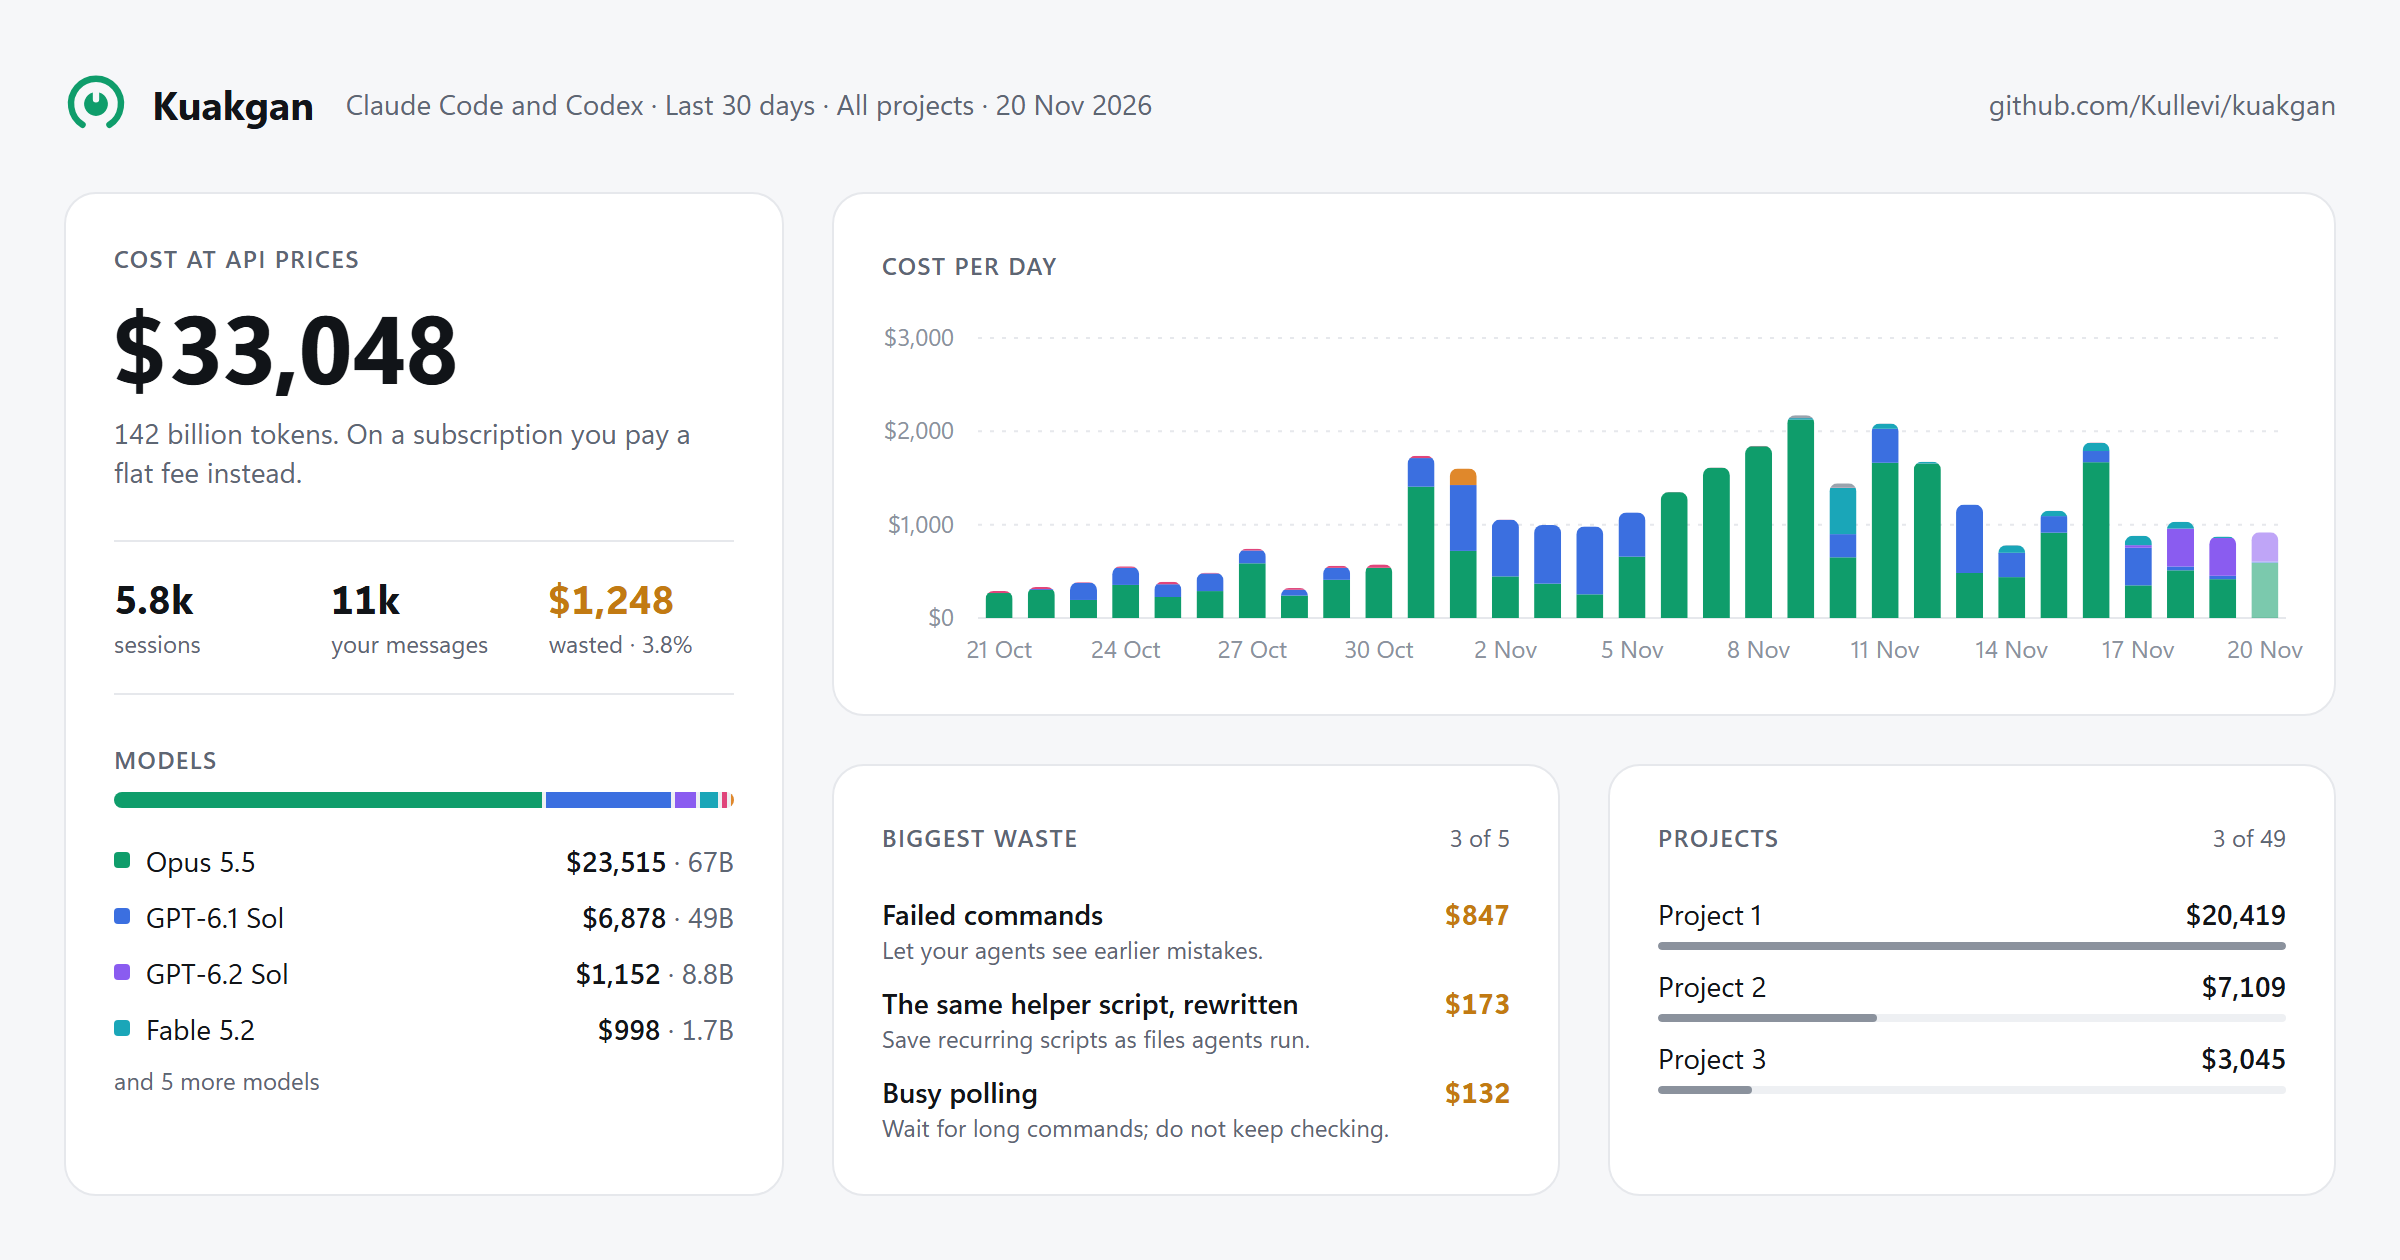 Kuakgan
Claude Code and Codex · Last 30 days · All projects · 20 Nov 2026
github.com/Kullevi/kuakgan
COST AT API PRICES
$33,048
142 billion tokens. On a subscription you pay a
flat fee instead.
5.8k
sessions
11k
your messages
$1,248
wasted · 3.8%
MODELS
Opus 5.5 $23,515 · 67B
GPT-6.1 Sol $6,878 · 49B
GPT-6.2 Sol $1,152 · 8.8B
Fable 5.2 $998 · 1.7B
and 5 more models
COST PER DAY
$3,000
$2,000
$1,000
$0
21 Oct 24 Oct 27 Oct 30 Oct 2 Nov 5 Nov 8 Nov 11 Nov 14 Nov 17 Nov 20 Nov
BIGGEST WASTE 3 of 5
Failed commands $847
Let your agents see earlier mistakes.
The same helper script, rewritten $173
Save recurring scripts as files agents run.
Busy polling $132
Wait for long commands; do not keep checking.
PROJECTS 3 of 49
Project 1 $20,419
Project 2 $7,109
Project 3 $3,045